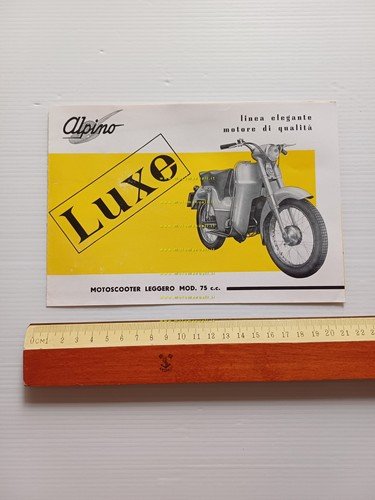 Alpino
linea elegante
motore di qualità
Luxe
MOTOSCOOTER LEGGERO MOD. 75 c.c.
0 CM. 1 2 3 4 5 6 7 8 9 10 11 12 13 14 15 16 17 18 19 20 21 22